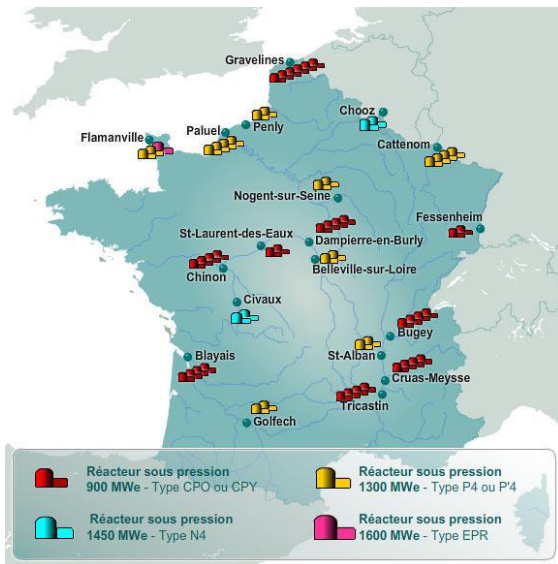 Gravelines
Chooz
Penly
Paluel
Flamanville
Cattenom
Nogent-sur-Seine
Fessenheim
St-Laurent-des-Eaux
Dampierre-en-Burly
Belleville-sur-Loire
Chinon
Civaux
Bugey
Blayais
St-Alban
Cruas-Meysse
Tricastin
Golfech
Réacteur sous pression
900 MWe - Type CPO ou CPY
Réacteur sous pression
1300 MWe - Type P4 ou P'4
Réacteur sous pression
1450 MWe - Type N4
Réacteur sous pression
1600 MWe - Type EPR